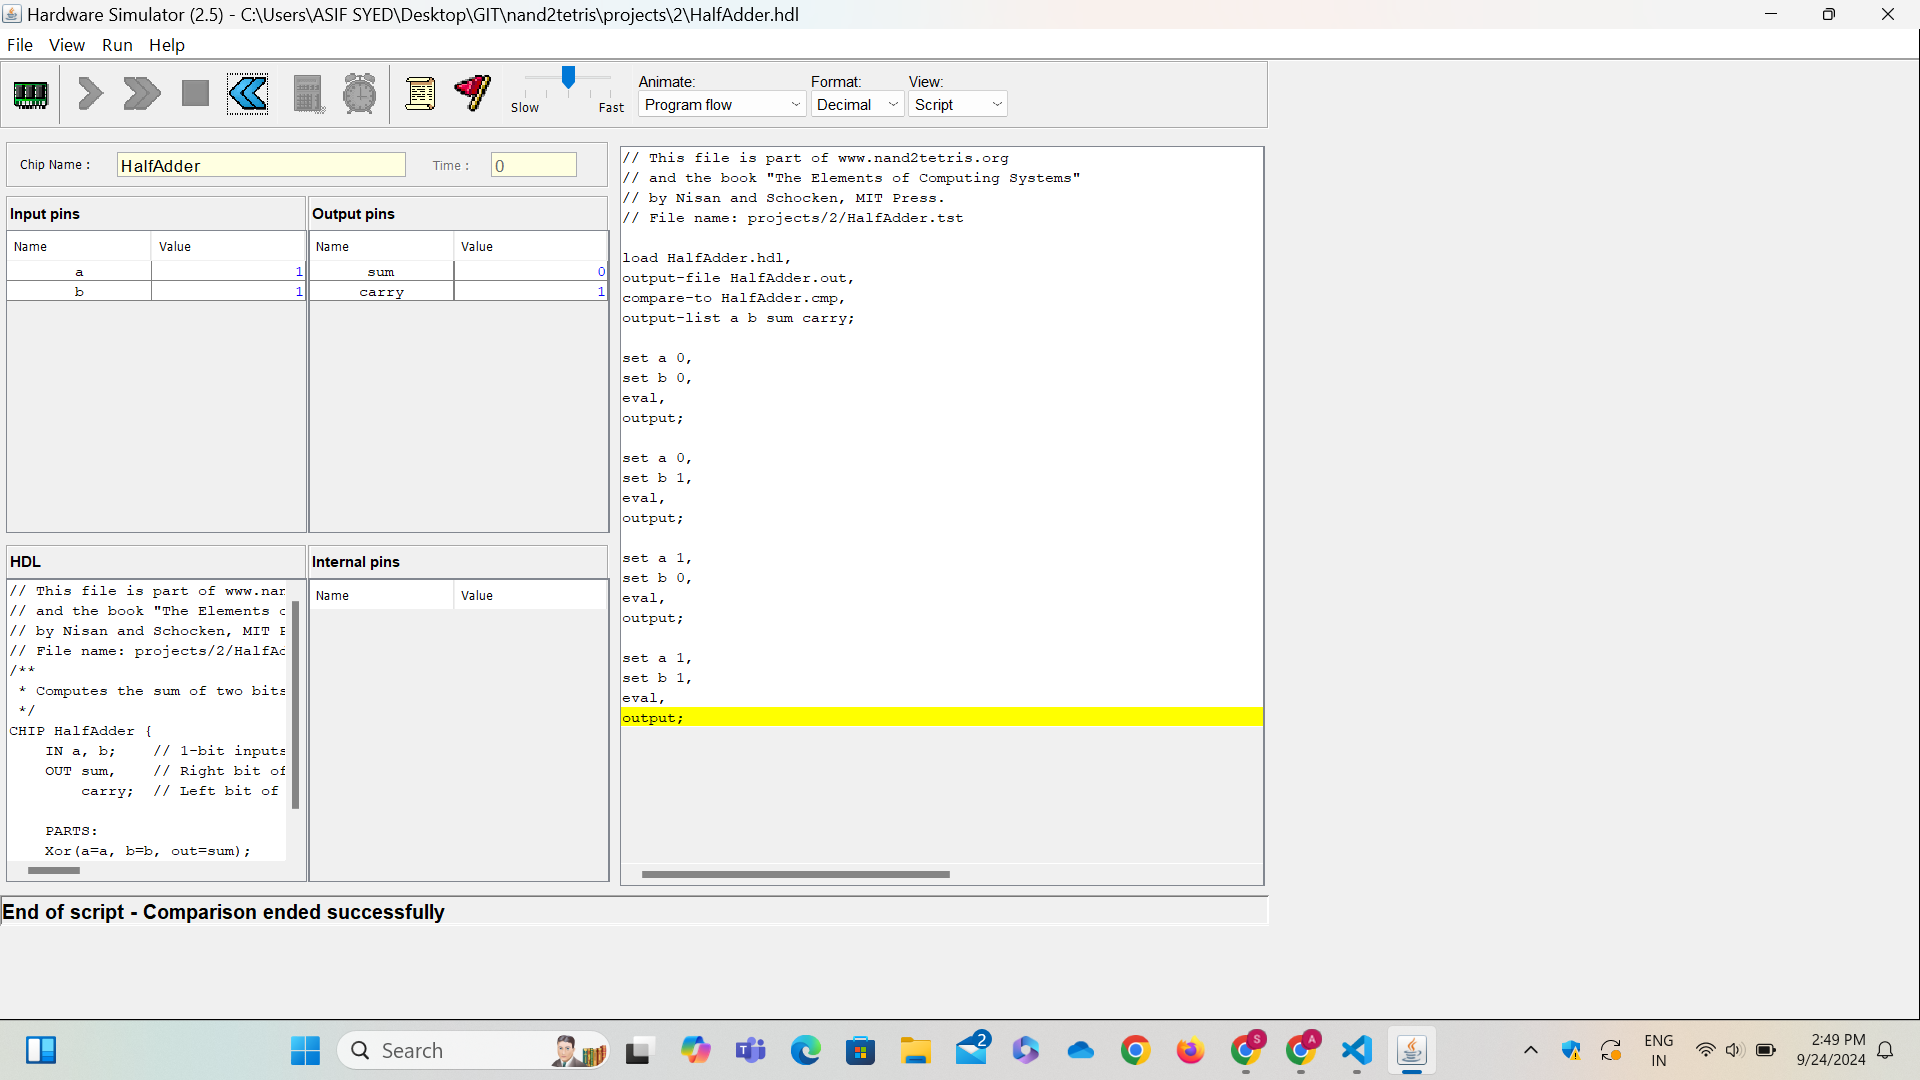 Hardware Simulator (2.5) - C:\Users\ASIF SYED\Desktop\GIT\nand2tetris\projects\2\HalfAdder.hdl
File View Run Help
Slow Fast
Animate: Format: View:
Program flow Decimal Script
Chip Name : HalfAdder Time : 0
Input pins
Name Value
a 1
b 1
Output pins
Name Value
sum 0
carry 1
HDL
// This file is part of www.nan
// and the book "The Elements o
// by Nisan and Schocken, MIT P
// File name: projects/2/HalfAd
/**
* Computes the sum of two bits
*/
CHIP HalfAdder {
IN a, b; // 1-bit inputs
OUT sum, // Right bit of
carry; // Left bit of
PARTS:
Xor(a=a, b=b, out=sum);
Internal pins
Name Value
// This file is part of www.nand2tetris.org
// and the book "The Elements of Computing Systems"
// by Nisan and Schocken, MIT Press.
// File name: projects/2/HalfAdder.tst
load HalfAdder.hdl,
output-file HalfAdder.out,
compare-to HalfAdder.cmp,
output-list a b sum carry;
set a 0,
set b 0,
eval,
output;
set a 0,
set b 1,
eval,
output;
set a 1,
set b 0,
eval,
output;
set a 1,
set b 1,
eval,
output;
End of script - Comparison ended successfully
Search
2
S
A
ENG
IN
2:49 PM
9/24/2024